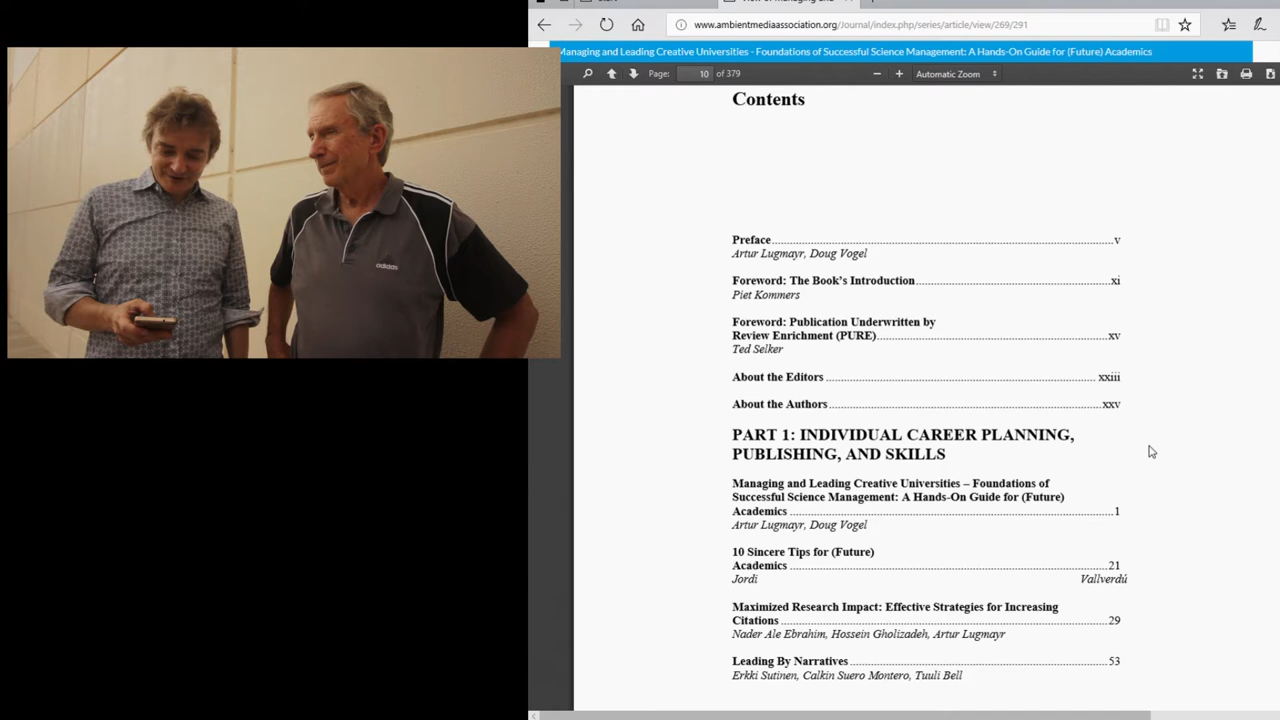 www.ambientmediaassociation.org/Journal/index.php/series/article/view/269/291
Managing and Leading Creative Universities - Foundations of Successful Science Management: A Hands-On Guide for (Future) Academics
Page: 10 of 379
Automatic Zoom
adidas
Contents
Preface..........v
Artur Lugmayr, Doug Vogel
Foreword: The Book's Introduction..........xi
Piet Kommers
Foreword: Publication Underwritten by
Review Enrichment (PURE)..........xv
Ted Selker
About the Editors..........xxiii
About the Authors..........xxv
PART 1: INDIVIDUAL CAREER PLANNING,
PUBLISHING, AND SKILLS
Managing and Leading Creative Universities – Foundations of
Successful Science Management: A Hands-On Guide for (Future)
Academics..........1
Artur Lugmayr, Doug Vogel
10 Sincere Tips for (Future)
Academics..........21
Jordi Vallverdú
Maximized Research Impact: Effective Strategies for Increasing
Citations..........29
Nader Ale Ebrahim, Hossein Gholizadeh, Artur Lugmayr
Leading By Narratives..........53
Erkki Sutinen, Calkin Suero Montero, Tuuli Bell